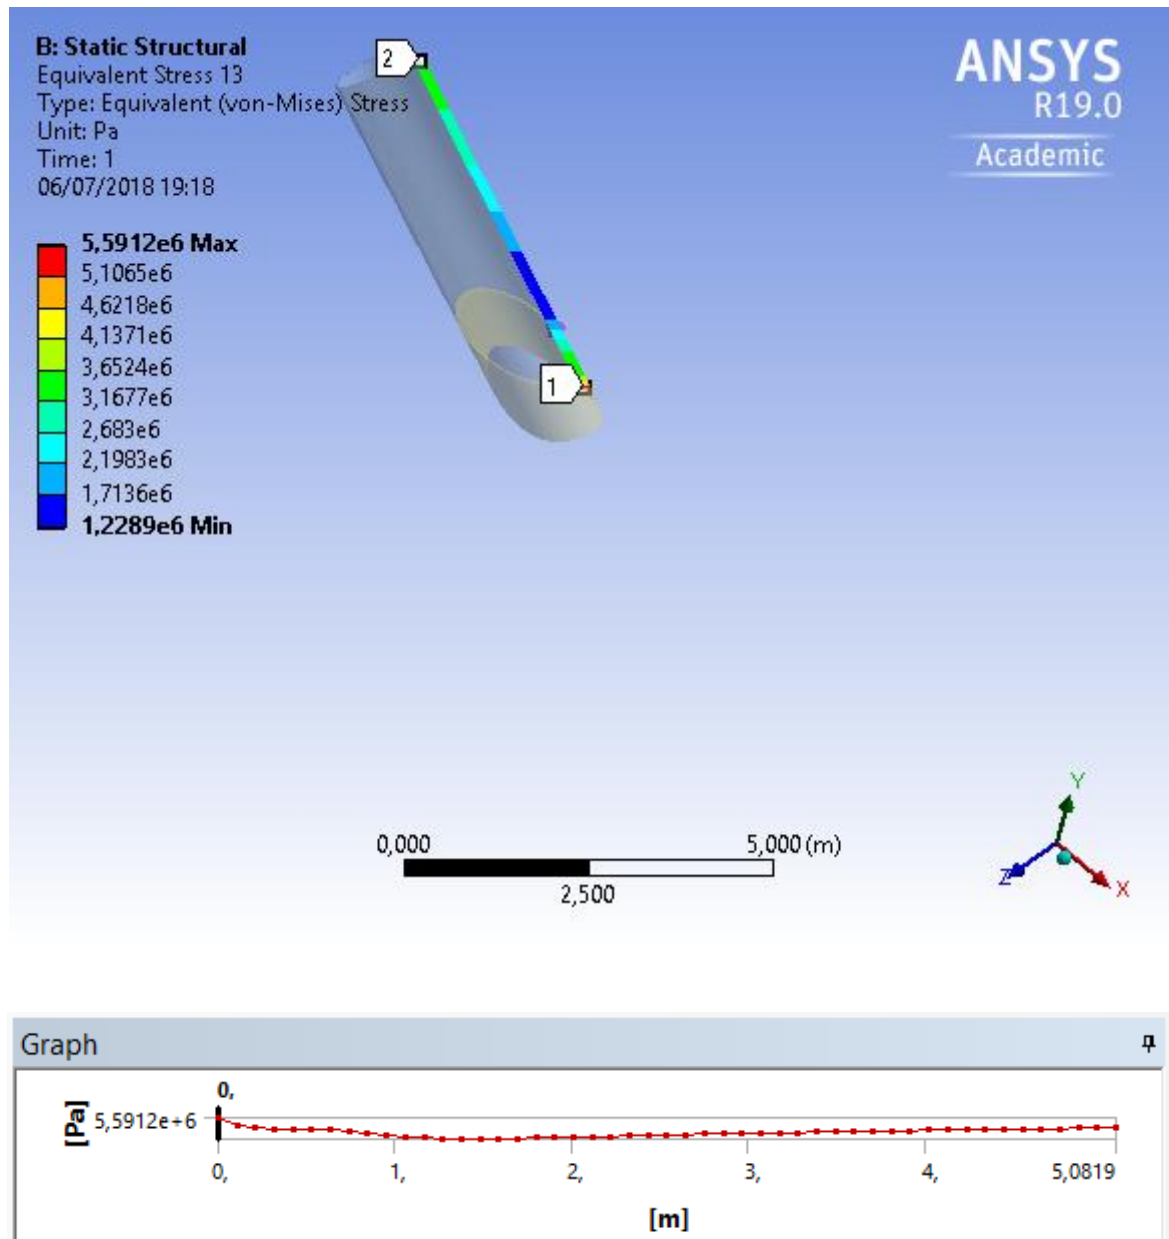 B: Static Structural
Equivalent Stress 13
Type: Equivalent (von-Mises) Stress
Unit: Pa
Time: 1
06/07/2018 19:18
5,5912e6 Max
5,1065e6
4,6218e6
4,1371e6
3,6524e6
3,1677e6
2,683e6
2,1983e6
1,7136e6
1,2289e6 Min
2
1
ANSYS
R19.0
Academic
0,000
5,000 (m)
2,500
Y
Z
X
Graph
0,
[Pa]
5,5912e+6
0,
1,
2,
3,
4,
5,0819
[m]